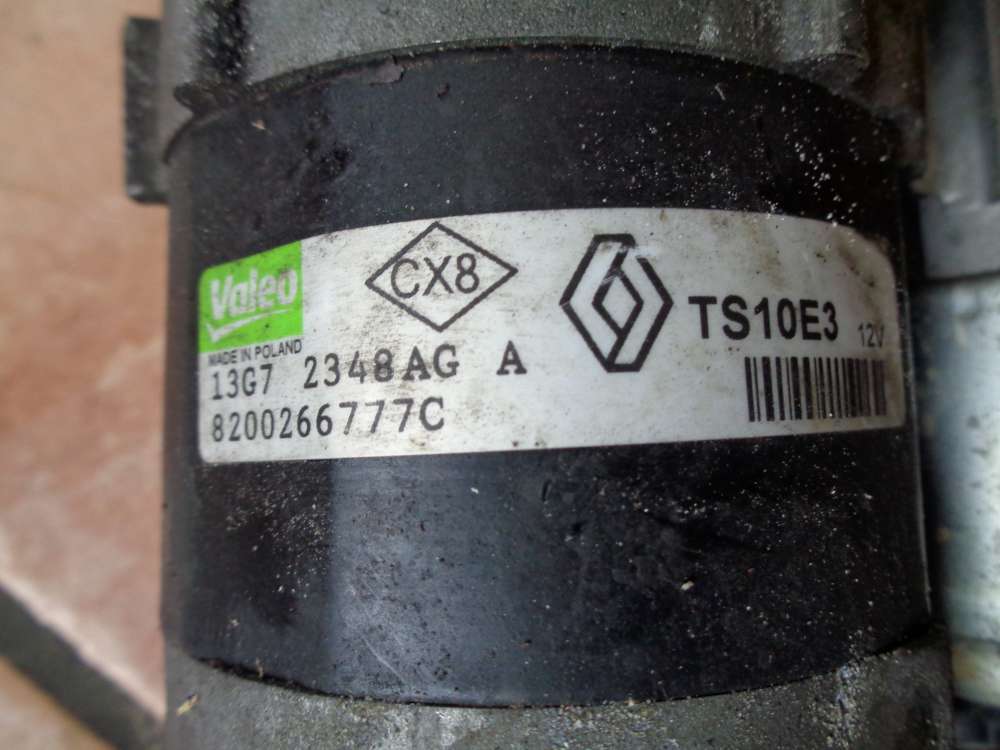 Valeo
MADE IN POLAND
CX8
TS10E3 12V
13G7 2348AG A
8200266777C